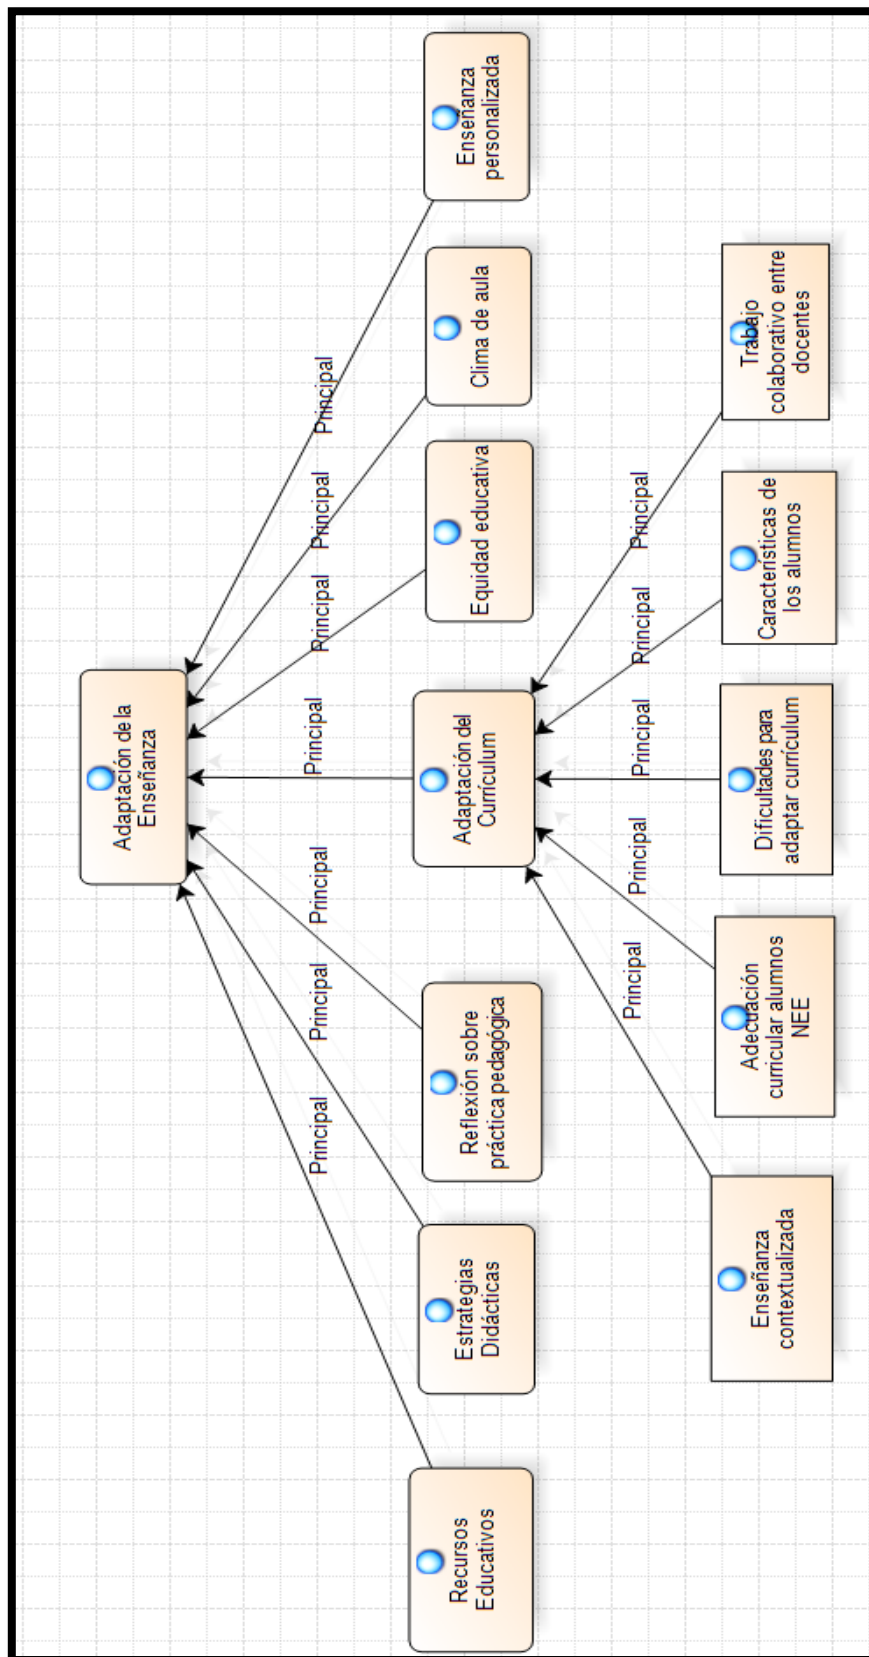 Adaptación de la
Enseñanza
Principal
Principal
Principal
Principal
Principal
Principal
Principal
Recursos
Educativos
Estrategias
Didácticas
Reflexión sobre
práctica pedagógica
Adaptación del
Currículum
Equidad educativa
Clima de aula
Enseñanza
personalizada
Principal
Principal
Principal
Principal
Principal
Enseñanza
contextualizada
Adecuación
curricular alumnos
NEE
Dificultades para
adaptar currículum
Características de
los alumnos
Trabajo
colaborativo entre
docentes